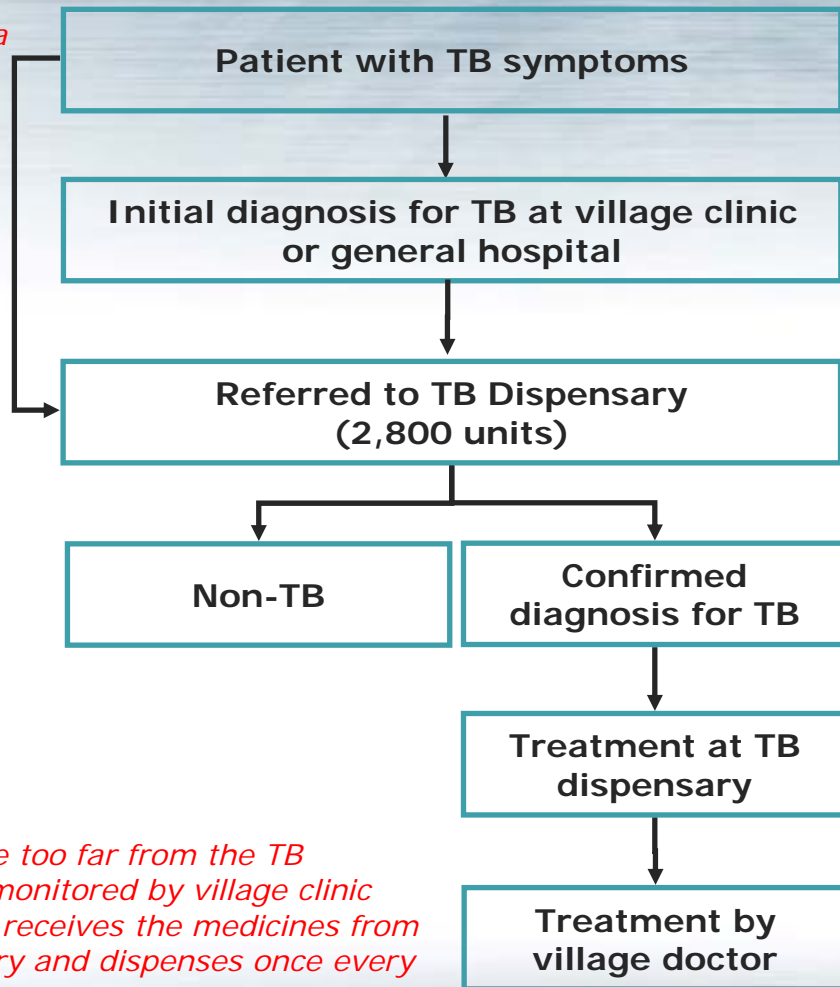 a
Patient with TB symptoms
Initial diagnosis for TB at village clinic
or general hospital
Referred to TB Dispensary
(2,800 units)
Non-TB
Confirmed
diagnosis for TB
Treatment at TB
dispensary
e too far from the TB
monitored by village clinic
receives the medicines from
ry and dispenses once every
Treatment by
village doctor